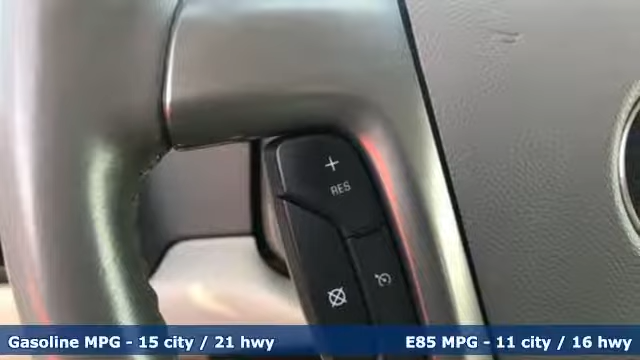 +
RES
Gasoline MPG - 15 city / 21 hwy
E85 MPG - 11 city / 16 hwy